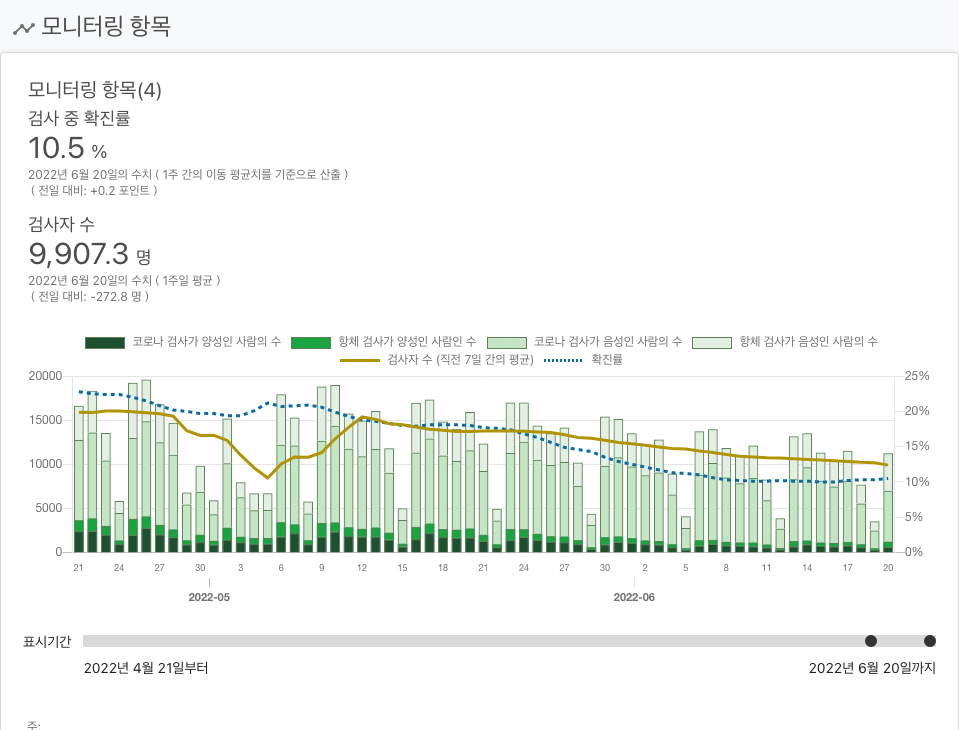 모니터링 항목
모니터링 항목(4)
검사 중 확진률
10.5 %
2022년 6월 20일의 수치 ( 1주 간의 이동 평균치를 기준으로 산출 )
( 전일 대비: +0.2 포인트 )
검사자 수
9,907.3 명
2022년 6월 20일의 수치 ( 1주일 평균 )
( 전일 대비: -272.8 명 )
코로나 검사가 양성인 사람의 수 항체 검사가 양성인 사람인 수 코로나 검사가 음성인 사람의 수 항체 검사가 음성인 사람의 수
검사자 수 (직전 7일 간의 평균) 확진률
20000 25%
20%
15000
15%
10000
10%
5000
5%
0 0%
21 24 27 30 3 6 9 12 15 18 21 24 27 30 2 5 8 11 14 17 20
2022-05 2022-06
표시기간
2022년 4월 21일부터 2022년 6월 20일까지
주: